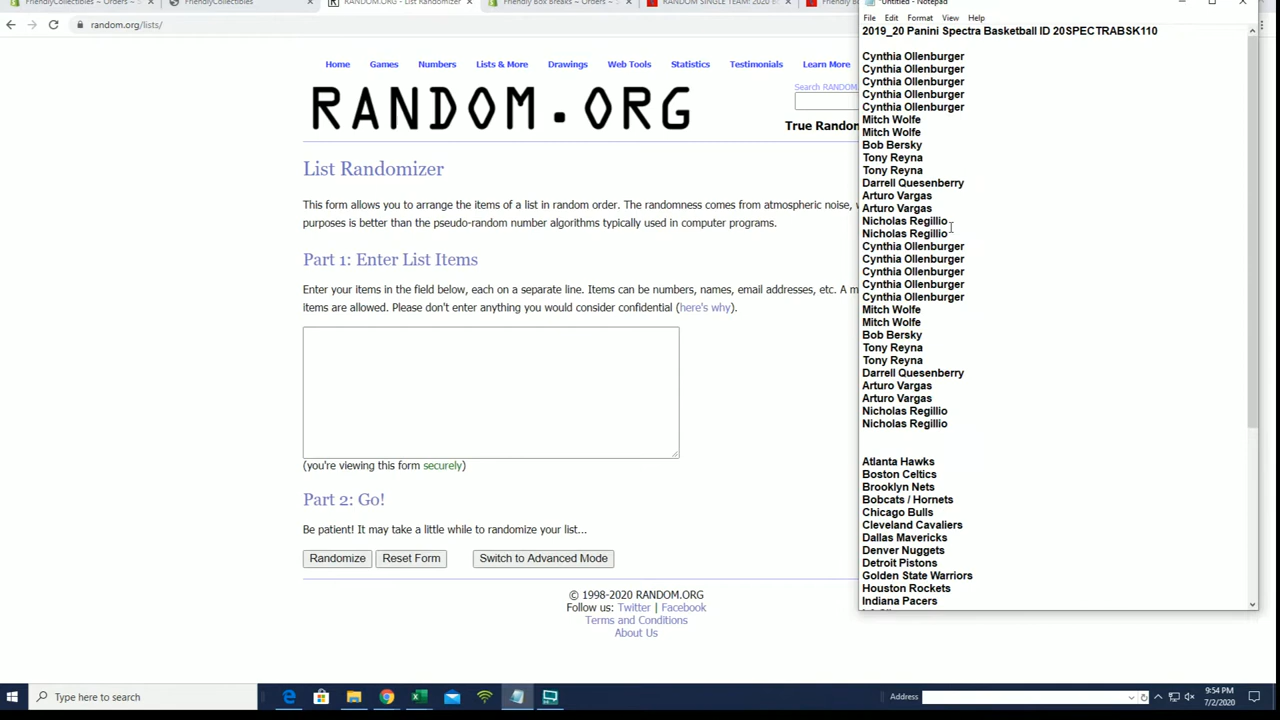 FriendlyCollectibles ~ Orders ~ S
FriendlyCollectibles
RANDOM.ORG - List Randomizer
Friendly Box Breaks ~ Orders ~ S
RANDOM SINGLE TEAM: 2020 B
Friendly B
*Untitled - Notepad
random.org/lists/
File Edit Format View Help
2019_20 Panini Spectra Basketball ID 20SPECTRABSK110
Home Games Numbers Lists & More Drawings Web Tools Statistics Testimonials Learn More
Search RANDOM.
RANDOM.ORG
True Random
List Randomizer
This form allows you to arrange the items of a list in random order. The randomness comes from atmospheric noise,
purposes is better than the pseudo-random number algorithms typically used in computer programs.
Part 1: Enter List Items
Enter your items in the field below, each on a separate line. Items can be numbers, names, email addresses, etc. A m
items are allowed. Please don't enter anything you would consider confidential (here's why).
(you're viewing this form securely)
Part 2: Go!
Be patient! It may take a little while to randomize your list...
Randomize Reset Form Switch to Advanced Mode
© 1998-2020 RANDOM.ORG
Follow us: Twitter | Facebook
Terms and Conditions
About Us
Cynthia Ollenburger
Cynthia Ollenburger
Cynthia Ollenburger
Cynthia Ollenburger
Cynthia Ollenburger
Mitch Wolfe
Mitch Wolfe
Bob Bersky
Tony Reyna
Tony Reyna
Darrell Quesenberry
Arturo Vargas
Arturo Vargas
Nicholas Regillio
Nicholas Regillio
Cynthia Ollenburger
Cynthia Ollenburger
Cynthia Ollenburger
Cynthia Ollenburger
Cynthia Ollenburger
Mitch Wolfe
Mitch Wolfe
Bob Bersky
Tony Reyna
Tony Reyna
Darrell Quesenberry
Arturo Vargas
Arturo Vargas
Nicholas Regillio
Nicholas Regillio
Atlanta Hawks
Boston Celtics
Brooklyn Nets
Bobcats / Hornets
Chicago Bulls
Cleveland Cavaliers
Dallas Mavericks
Denver Nuggets
Detroit Pistons
Golden State Warriors
Houston Rockets
Indiana Pacers
Type here to search
Address
9:54 PM
7/2/2020